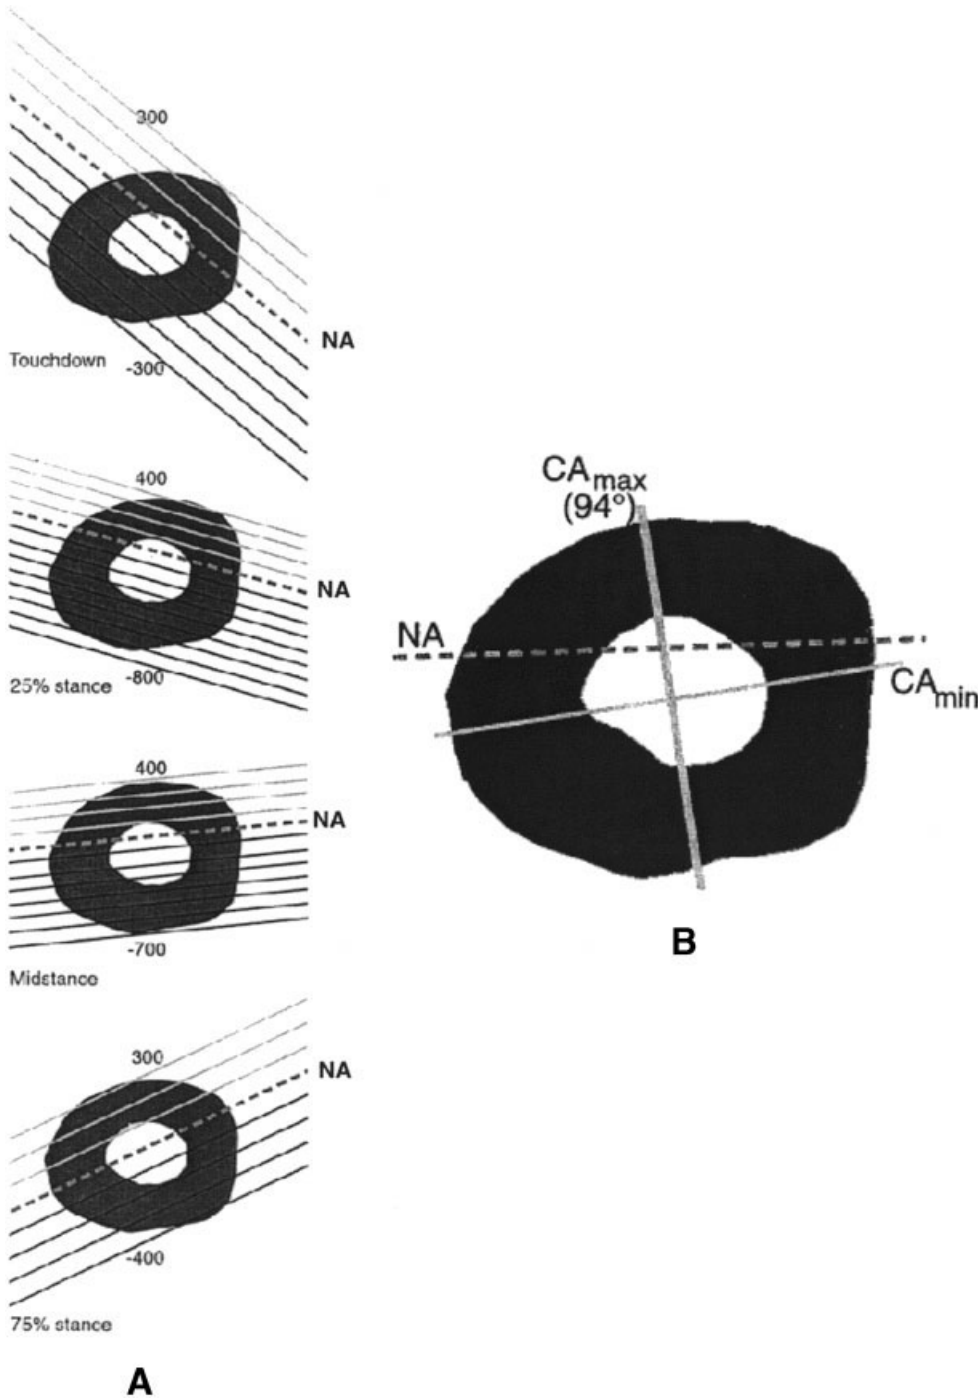 300
NA
Touchdown
-300
400
NA
25% stance
-800
400
NA
-700
Midstance
300
NA
-400
75% stance
A
CAmax
(94°)
NA
CAmin
B